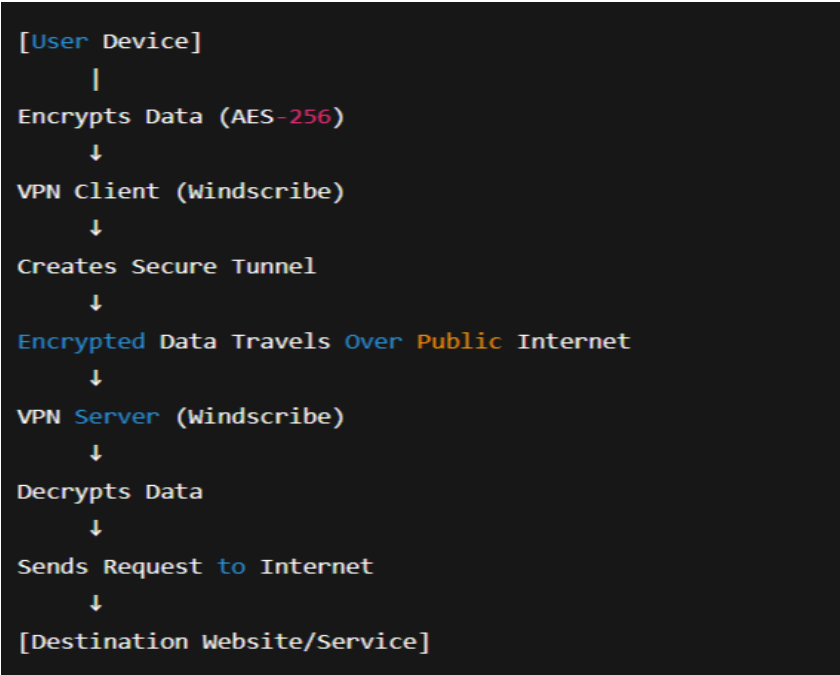 [User Device]
|
Encrypts Data (AES-256)
↓
VPN Client (Windscribe)
↓
Creates Secure Tunnel
↓
Encrypted Data Travels Over Public Internet
↓
VPN Server (Windscribe)
↓
Decrypts Data
↓
Sends Request to Internet
↓
[Destination Website/Service]